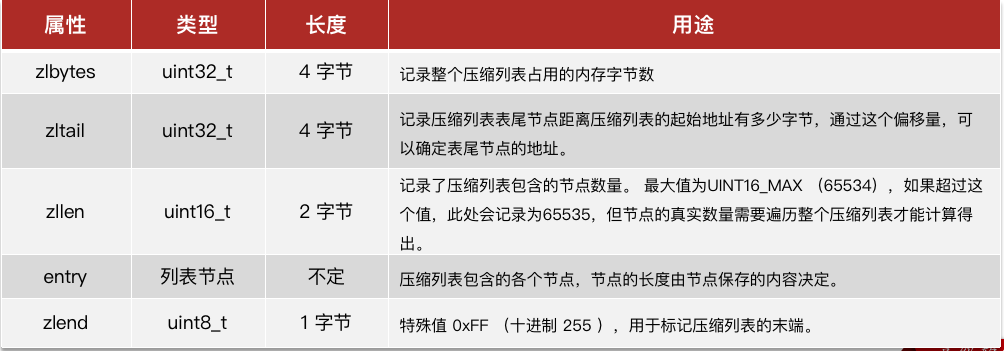 属性 类型 长度 用途
zlbytes uint32_t 4 字节 记录整个压缩列表占用的内存字节数
zltail uint32_t 4 字节 记录压缩列表表尾节点距离压缩列表的起始地址有多少字节，通过这个偏移量，可
以确定表尾节点的地址。
zllen uint16_t 2 字节 记录了压缩列表包含的节点数量。 最大值为UINT16_MAX （65534），如果超过这
个值，此处会记录为65535，但节点的真实数量需要遍历整个压缩列表才能计算得
出。
entry 列表节点 不定 压缩列表包含的各个节点，节点的长度由节点保存的内容决定。
zlend uint8_t 1 字节 特殊值 0xFF （十进制 255 ），用于标记压缩列表的末端。